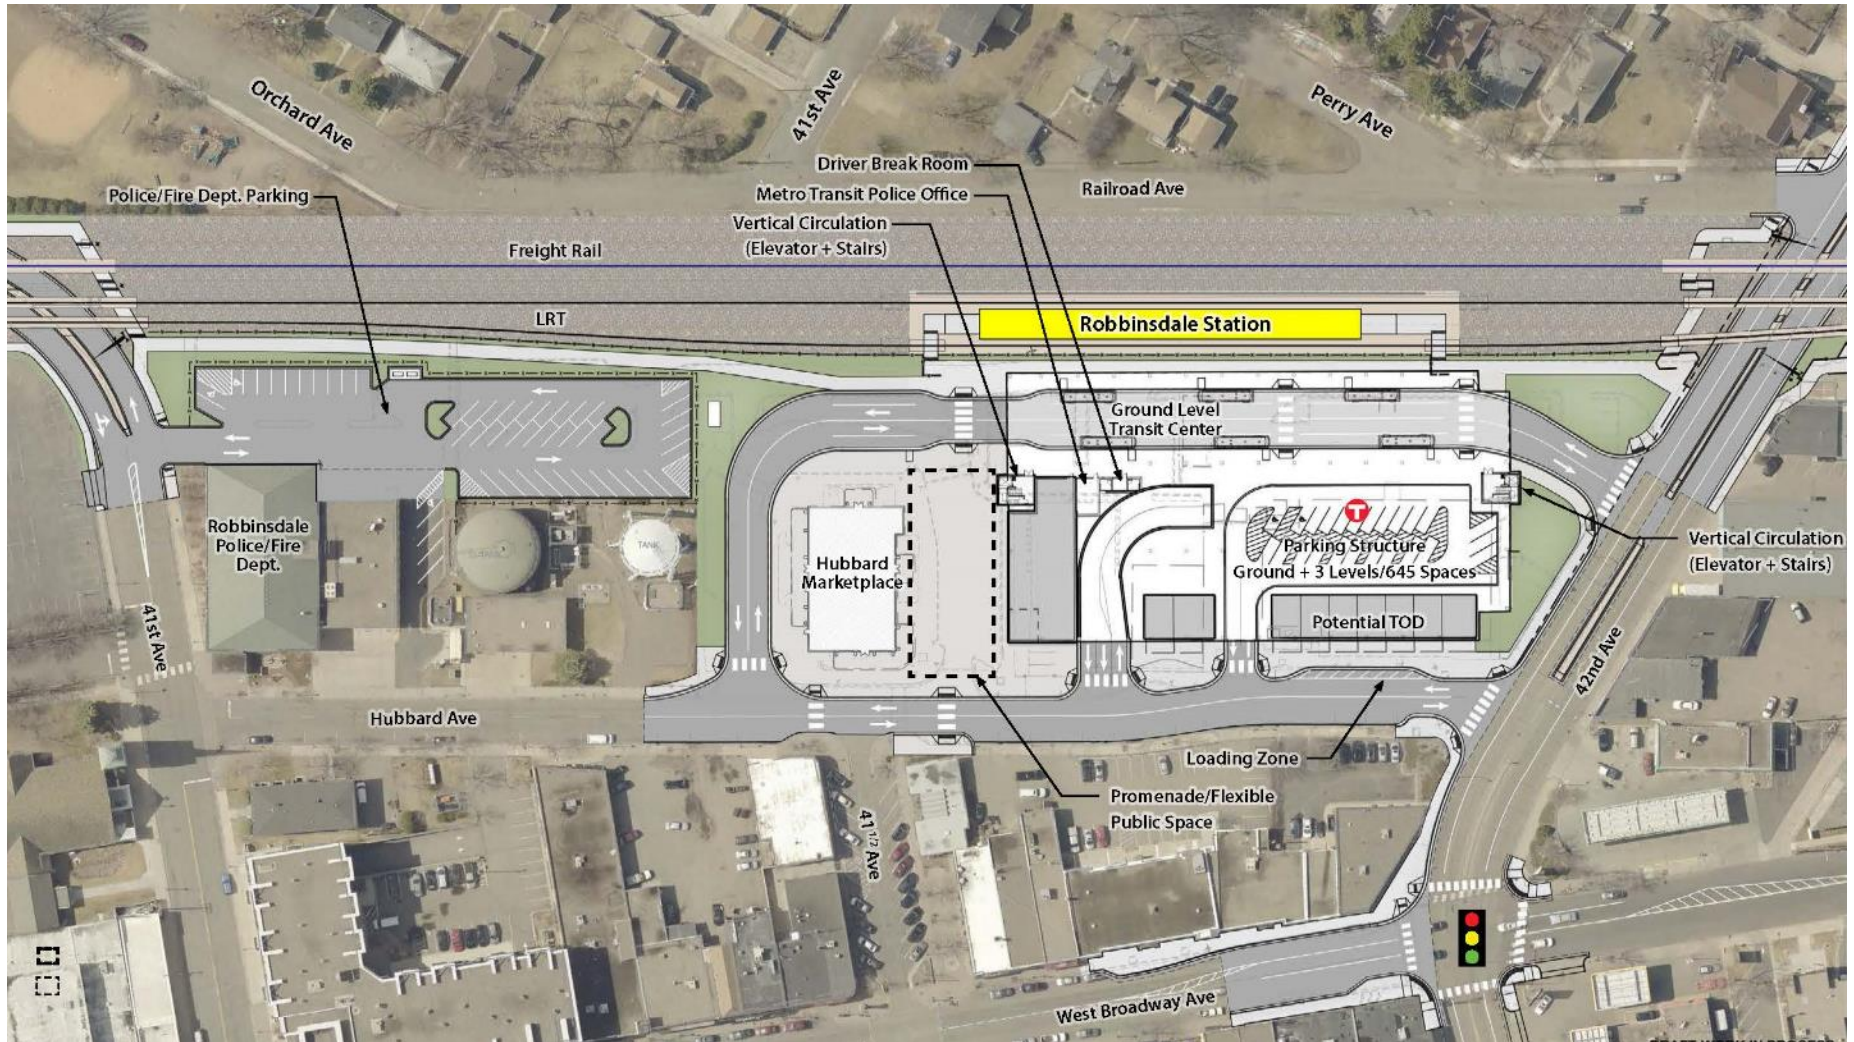 Orchard Ave
41st Ave
Perry Ave
Driver Break Room
Railroad Ave
Police/Fire Dept. Parking
Metro Transit Police Office
Vertical Circulation
(Elevator + Stairs)
Freight Rail
LRT
Robbinsdale Station
Ground Level
Transit Center
Robbinsdale
Police/Fire
Dept.
TANK
Hubbard
Marketplace
T
Parking Structure
Ground + 3 Levels/645 Spaces
Vertical Circulation
(Elevator + Stairs)
Potential TOD
41st Ave
42nd Ave
Hubbard Ave
Loading Zone
Promenade/Flexible
Public Space
41 1/2 Ave
West Broadway Ave